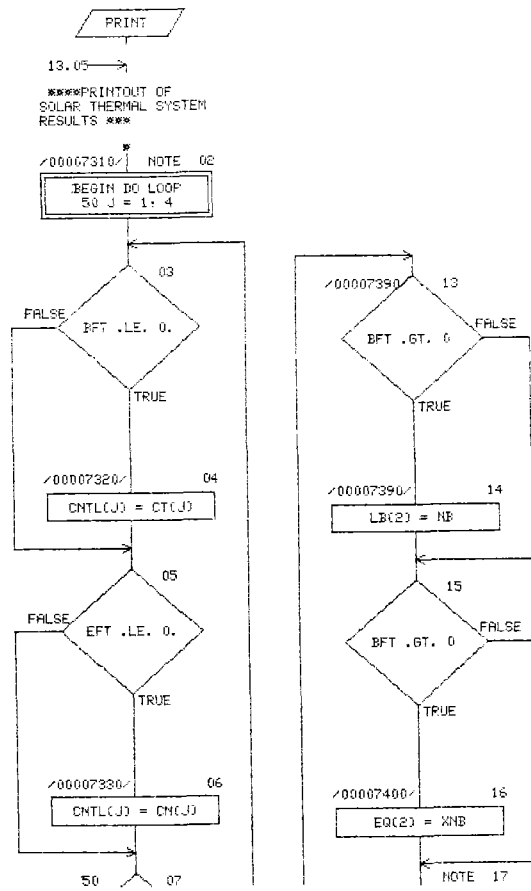 PRINT
13.05
****PRINTOUT OF
SOLAR THERMAL SYSTEM
RESULTS ***
*
/00007310/ NOTE 02
BEGIN DO LOOP
50 J = 1, 4
03
FALSE
BFT .LE. 0.
TRUE
/00007320/ 04
CNTL(J) = CT(J)
05
FALSE
EFT .LE. 0.
TRUE
/00007330/ 06
CNTL(J) = CN(J)
50 07
13
/00007390/
FALSE
BFT .GT. 0
TRUE
/00007390/ 14
LB(2) = NB
15
FALSE
BFT .GT. 0
TRUE
/00007400/ 16
EQ(2) = XNB
NOTE 17